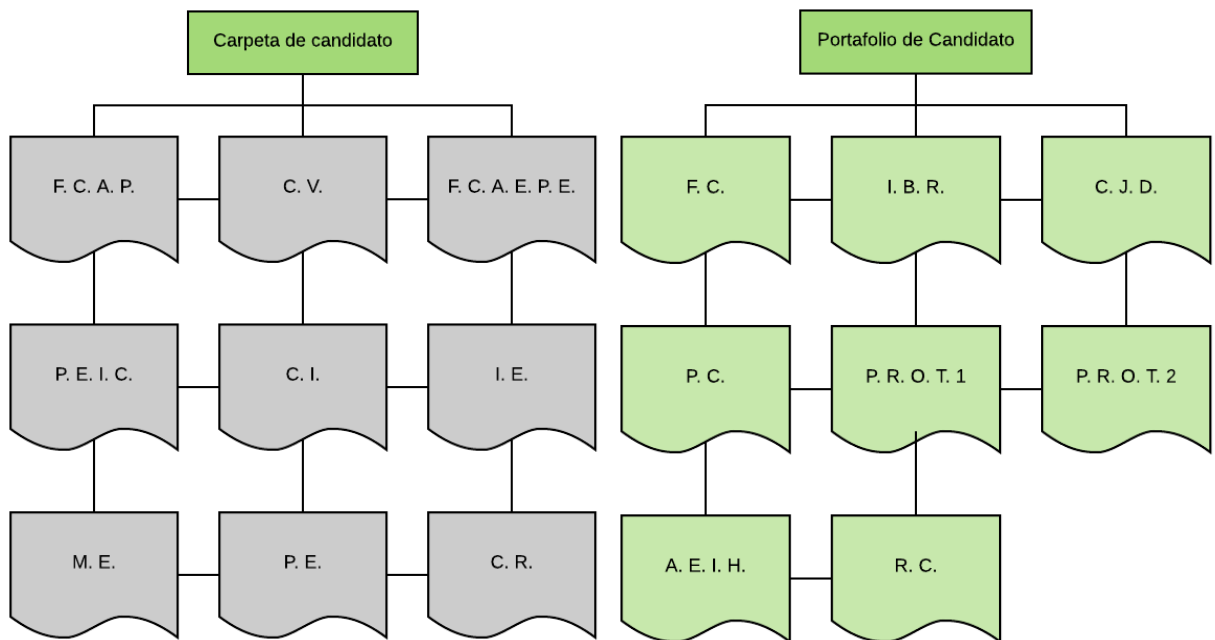 Carpeta de candidato
F. C. A. P.
C. V.
F. C. A. E. P. E.
P. E. I. C.
C. I.
I. E.
M. E.
P. E.
C. R.
Portafolio de Candidato
F. C.
I. B. R.
C. J. D.
P. C.
P. R. O. T. 1
P. R. O. T. 2
A. E. I. H.
R. C.